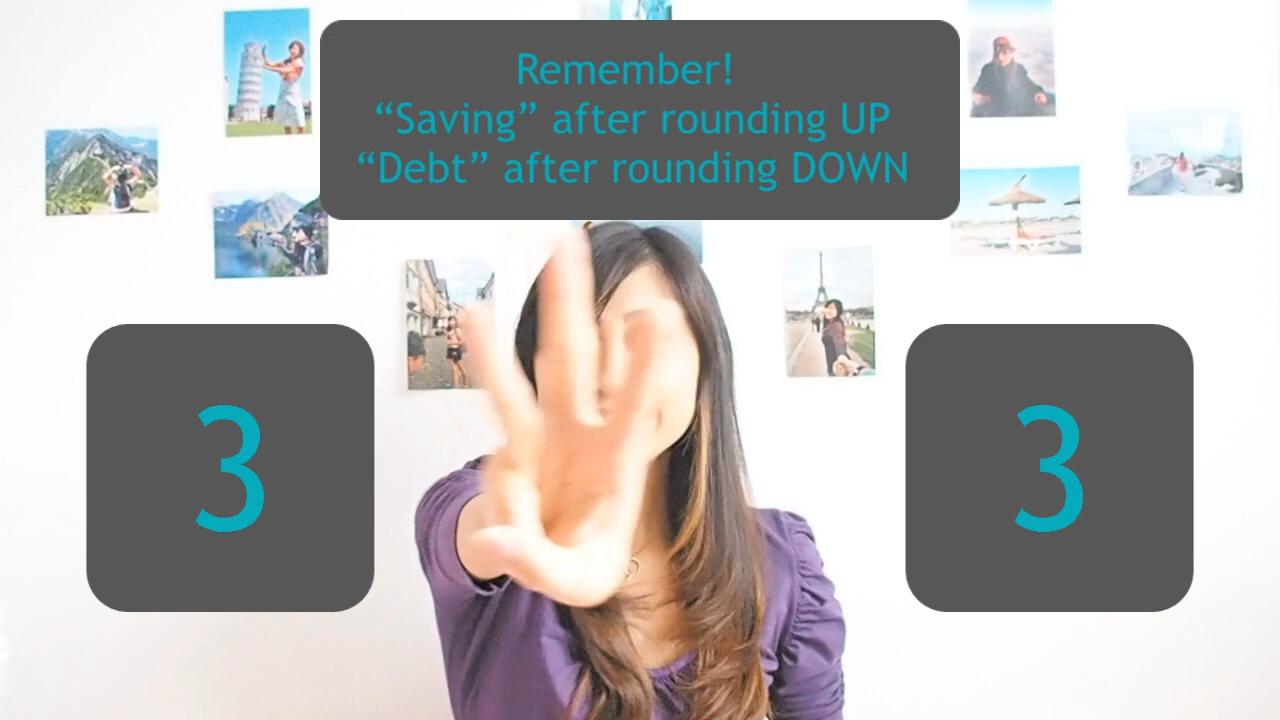 Remember!
“Saving” after rounding UP
“Debt” after rounding DOWN
3
3